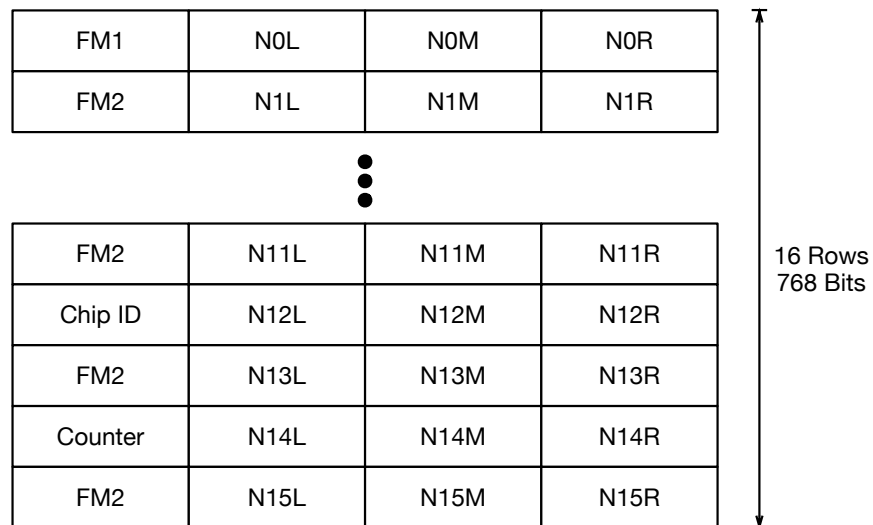 FM1 N0L N0M N0R
FM2 N1L N1M N1R
FM2 N11L N11M N11R
Chip ID N12L N12M N12R
FM2 N13L N13M N13R
Counter N14L N14M N14R
FM2 N15L N15M N15R
16 Rows
768 Bits